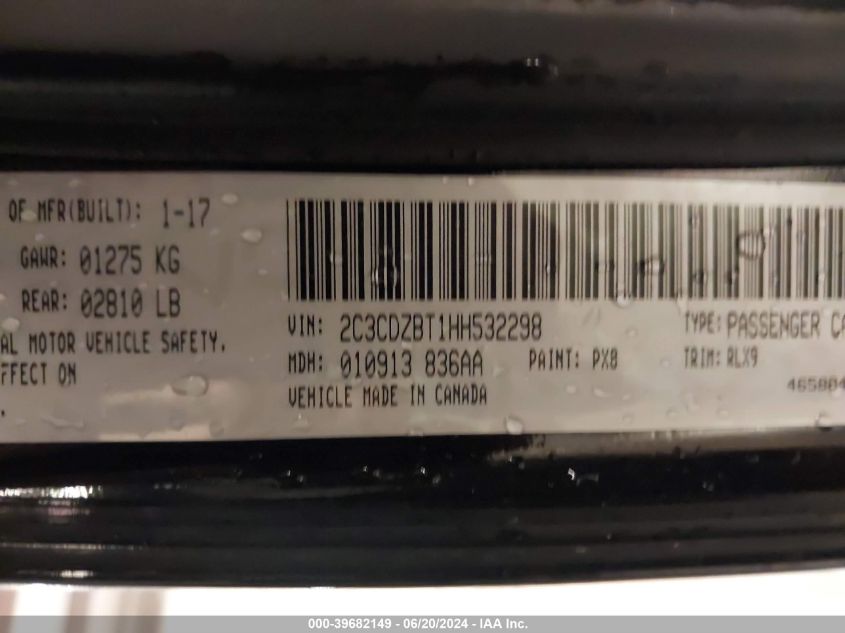 OF MFR(BUILT): 1-17
GAWR: 01275 KG
REAR: 02810 LB
AL MOTOR VEHICLE SAFETY.
FFECT ON
VIN: 2C3CDZBT1HH532298 TYPE: PASSENGER CA
MDH: 010913 836AA PAINT: PX8 TRIM: RLX9
VEHICLE MADE IN CANADA
465884
000-39682149 - 06/20/2024 - IAA Inc.